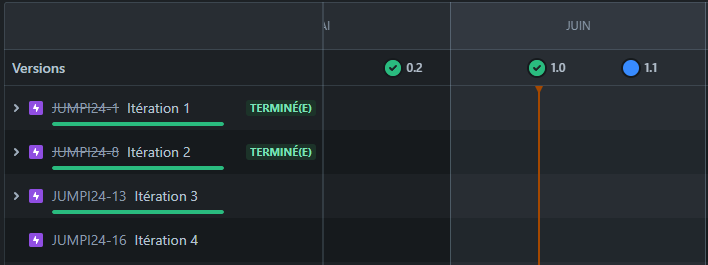 AI JUIN
Versions 0.2 1.0 1.1
JUMPI24-1 Itération 1 TERMINÉ(E)
JUMPI24-8 Itération 2 TERMINÉ(E)
JUMPI24-13 Itération 3
JUMPI24-16 Itération 4